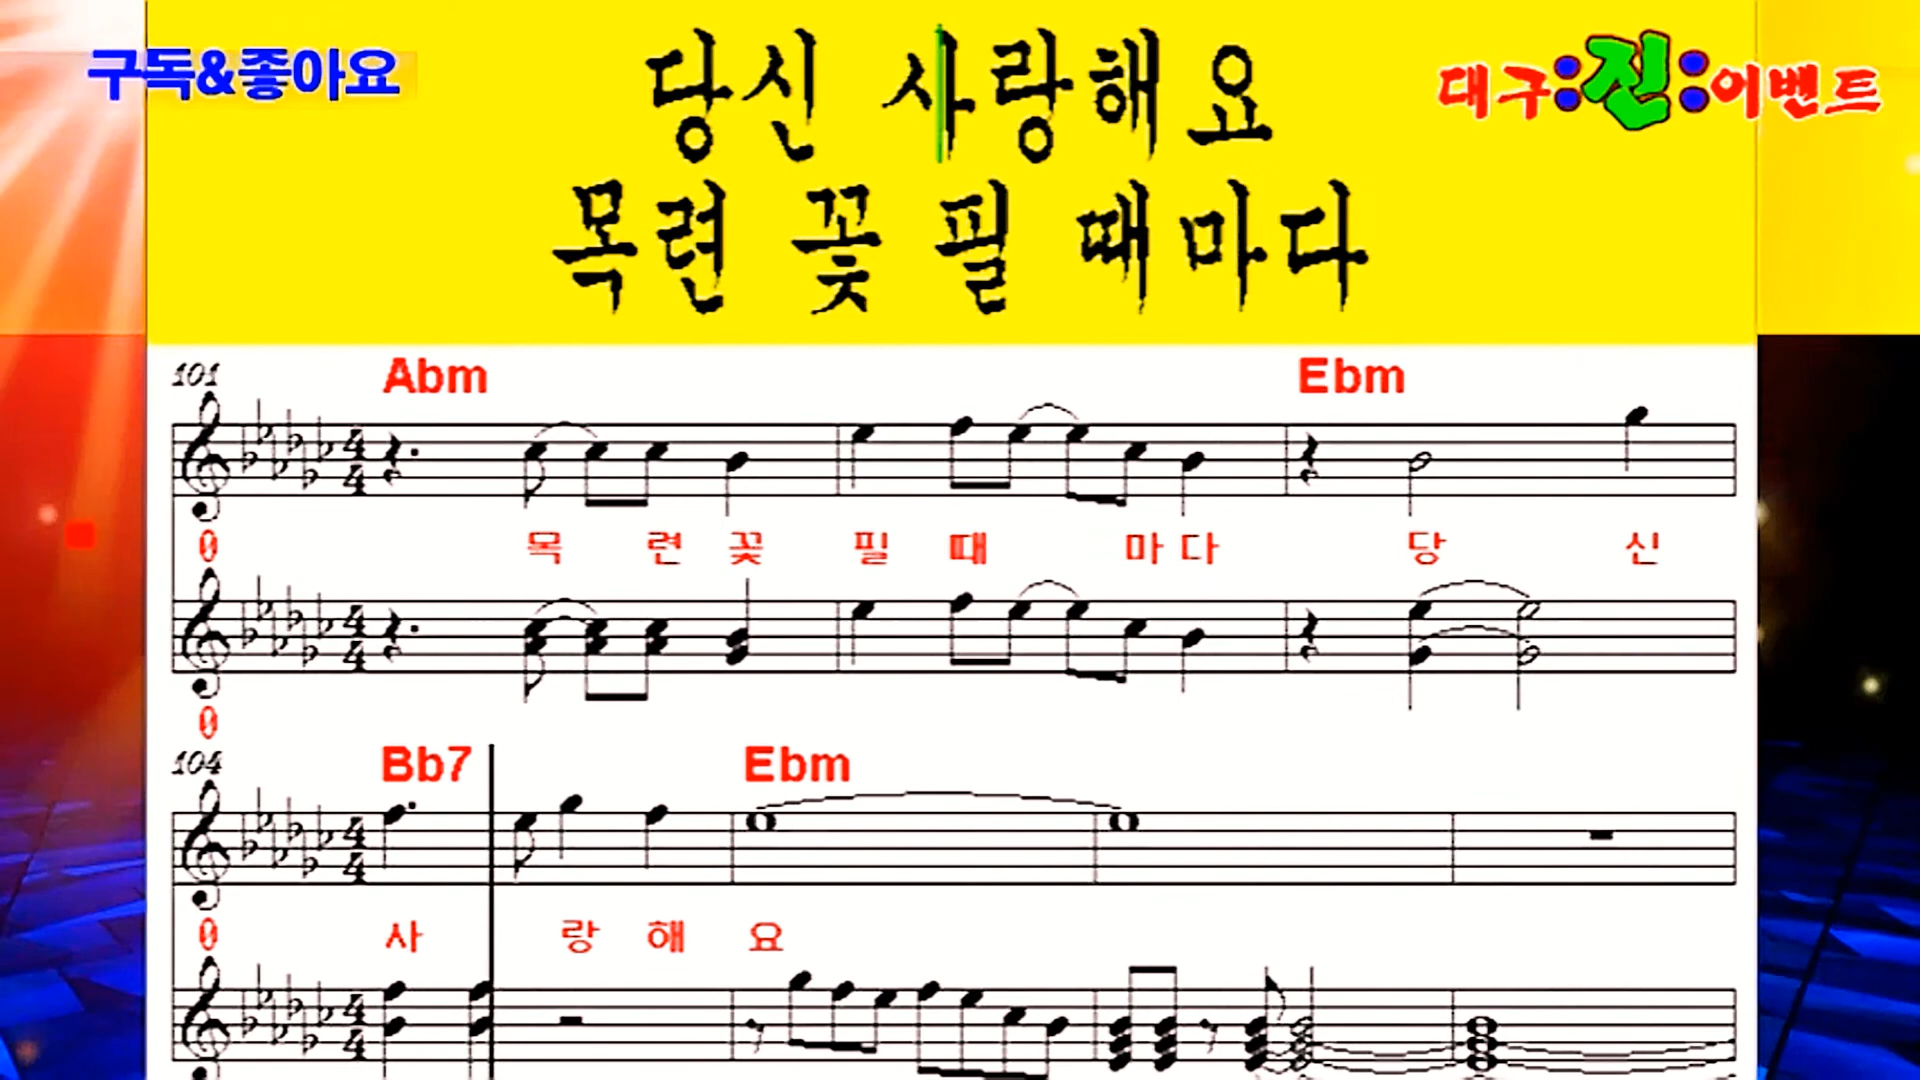 구독&좋아요
당신 사랑해요
대구:진:이벤트
목련 꽃 필 때마다
101 Abm Ebm
0 목 련 꽃 필 때 마 다 당 신
0
104 Bb7 Ebm
0 사 랑 해 요